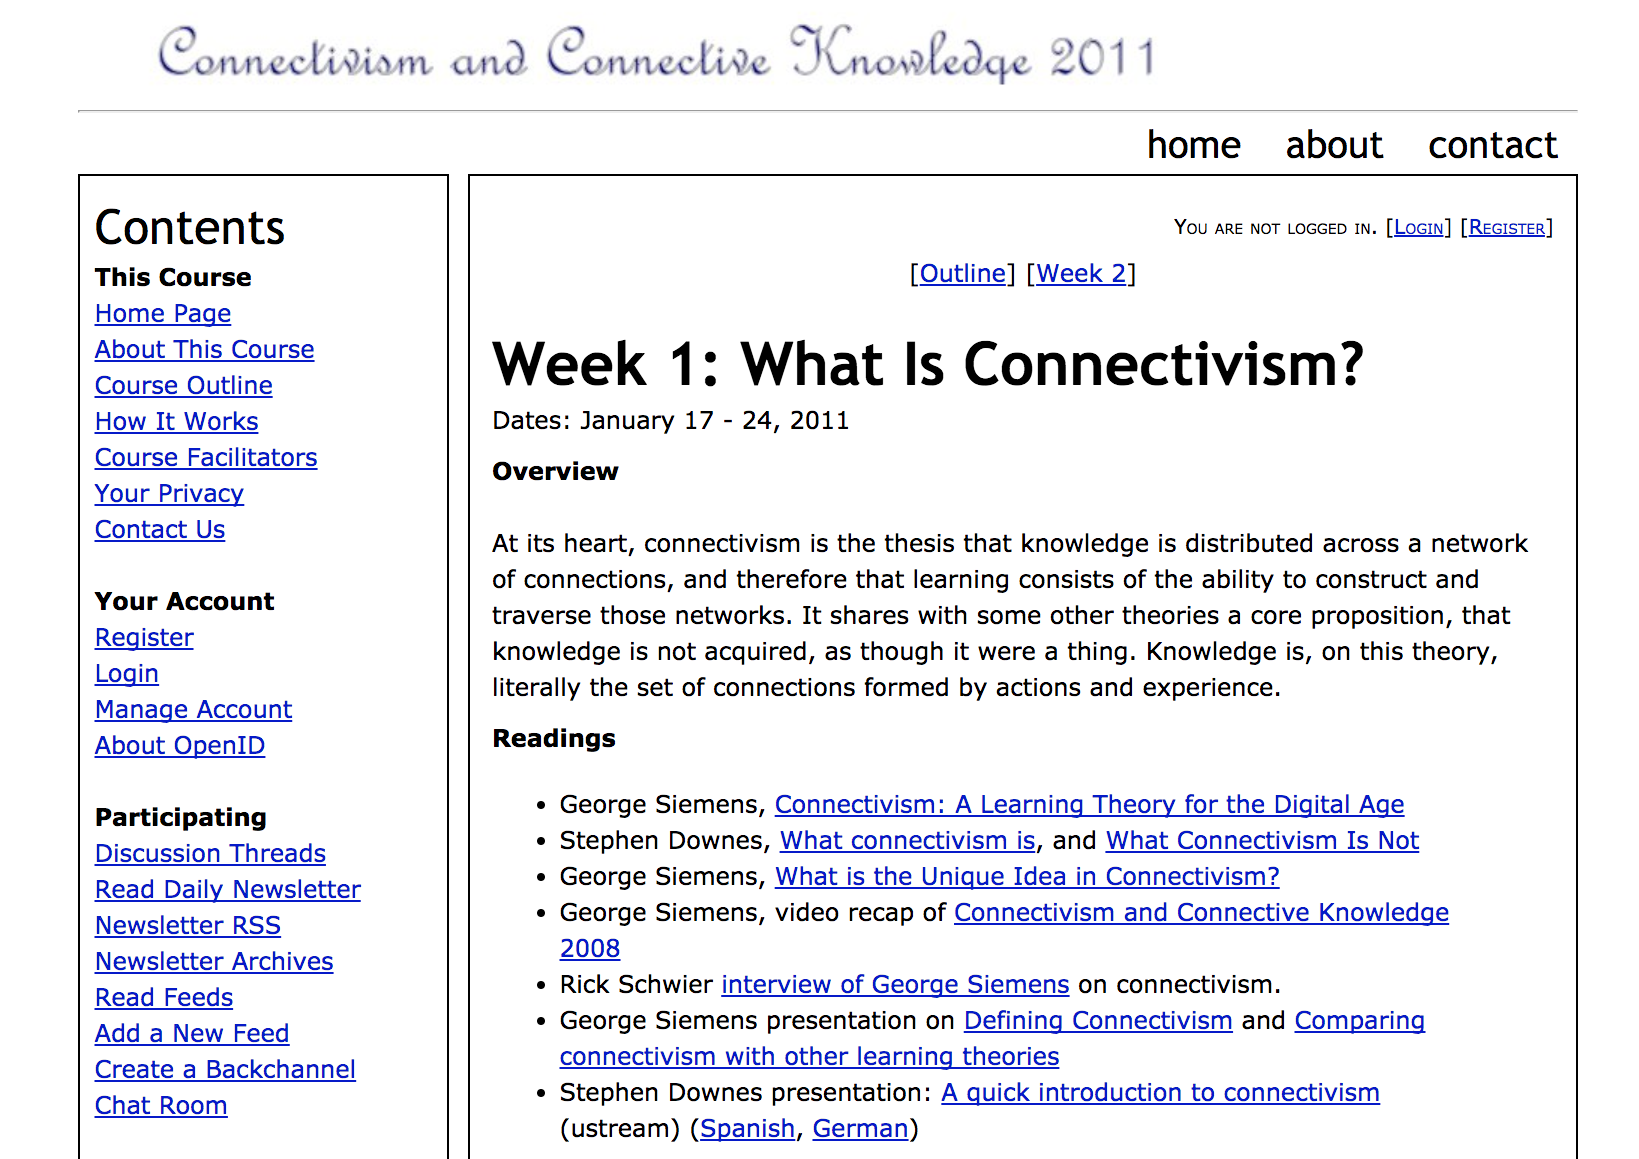 Connectivism and Connective Knowledge 2011
home about contact
Contents
This Course
Home Page
About This Course
Course Outline
How It Works
Course Facilitators
Your Privacy
Contact Us
Your Account
Register
Login
Manage Account
About OpenID
Participating
Discussion Threads
Read Daily Newsletter
Newsletter RSS
Newsletter Archives
Read Feeds
Add a New Feed
Create a Backchannel
Chat Room
You are not logged in. [Login] [Register]
[Outline] [Week 2]
Week 1: What Is Connectivism?
Dates: January 17 - 24, 2011
Overview
At its heart, connectivism is the thesis that knowledge is distributed across a network
of connections, and therefore that learning consists of the ability to construct and
traverse those networks. It shares with some other theories a core proposition, that
knowledge is not acquired, as though it were a thing. Knowledge is, on this theory,
literally the set of connections formed by actions and experience.
Readings
• George Siemens, Connectivism: A Learning Theory for the Digital Age
• Stephen Downes, What connectivism is, and What Connectivism Is Not
• George Siemens, What is the Unique Idea in Connectivism?
• George Siemens, video recap of Connectivism and Connective Knowledge
2008
• Rick Schwier interview of George Siemens on connectivism.
• George Siemens presentation on Defining Connectivism and Comparing
connectivism with other learning theories
• Stephen Downes presentation: A quick introduction to connectivism
(ustream) (Spanish, German)